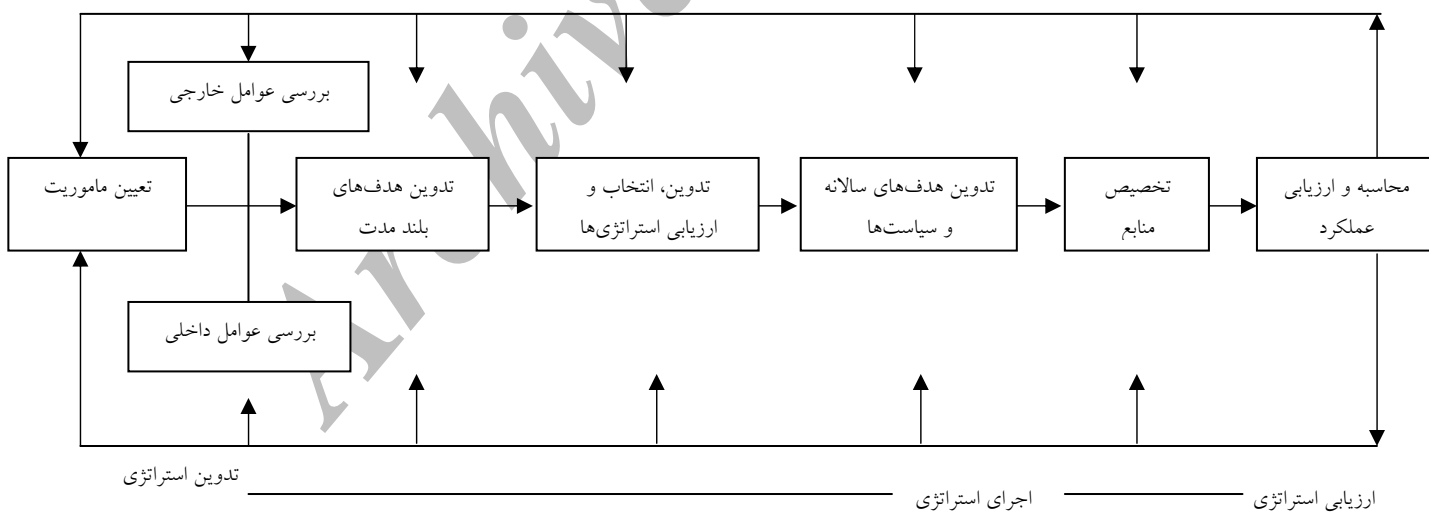 بررسی عوامل خارجی
تعیین ماموریت
تدوین هدف‌های
بلند مدت
تدوین، انتخاب و
ارزیابی استراتژی‌ها
تدوین هدف‌های سالانه
و سیاست‌ها
تخصیص
منابع
محاسبه و ارزیابی
عملکرد
بررسی عوامل داخلی
تدوین استراتژی
اجرای استراتژی
ارزیابی استراتژی
Archive